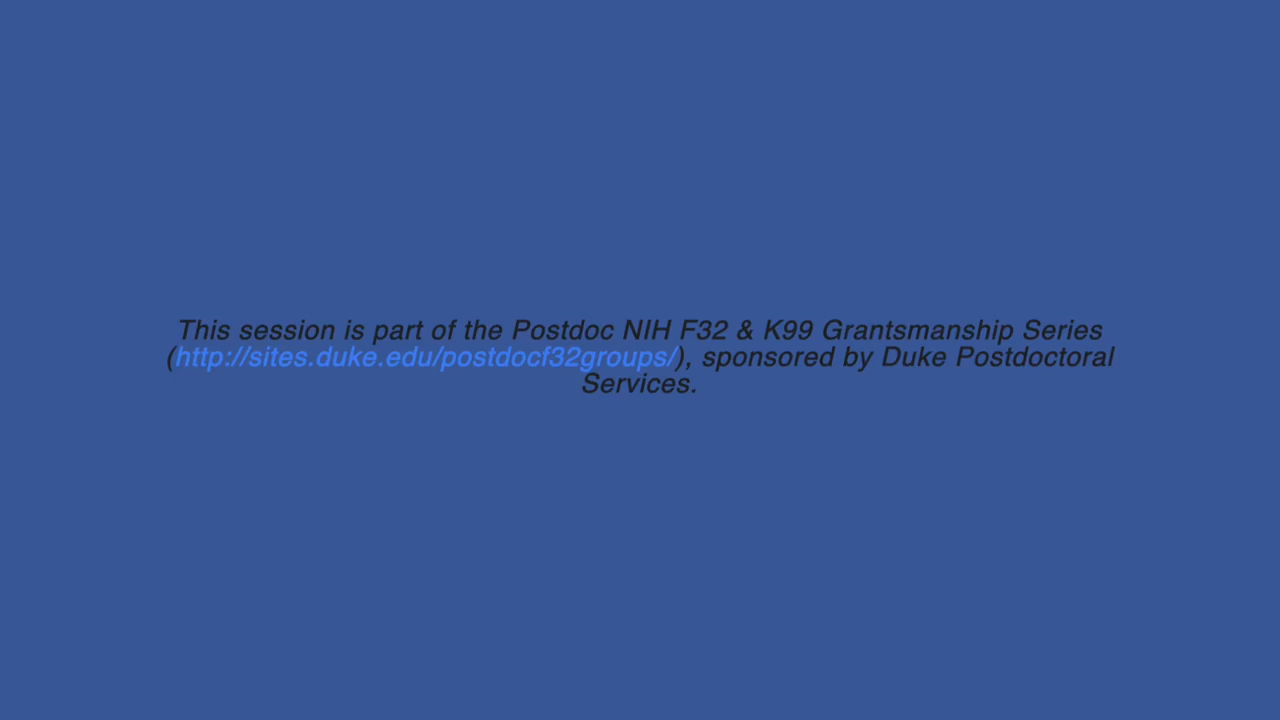 This session is part of the Postdoc NIH F32 & K99 Grantsmanship Series
(http://sites.duke.edu/postdocf32groups/), sponsored by Duke Postdoctoral
Services.